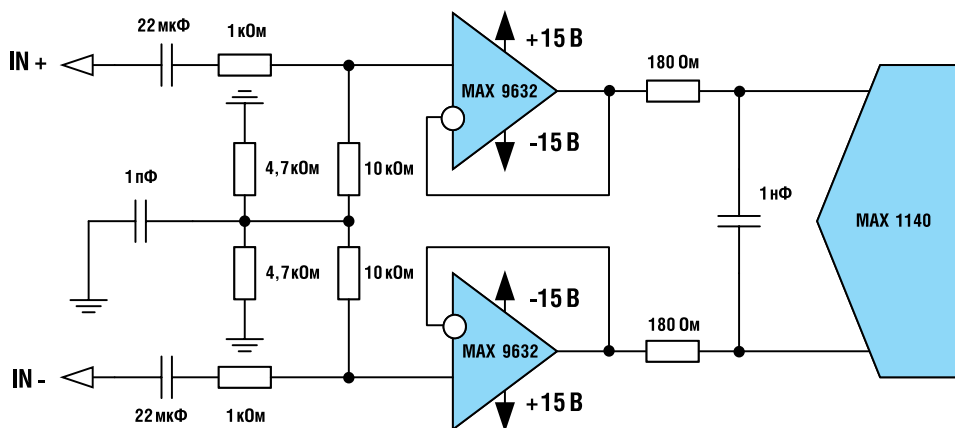 22 мкФ
1 кОм
IN +
+15 В
MAX 9632
-15 В
180 Ом
4,7 кОм
10 кОм
1 пФ
1 нФ
MAX 1140
4,7 кОм
10 кОм
-15 В
180 Ом
MAX 9632
IN -
+15 В
22 мкФ
1 кОм